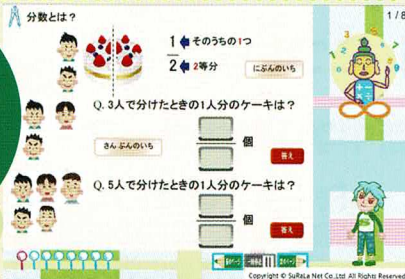 分数とは？
1/8
1 そのうちの1つ
2 2等分
にぶんのいち
Q. 3人で分けたときの1人分のケーキは？
さんぶんのいち
個
答え
Q. 5人で分けたときの1人分のケーキは？
個
答え
Copyright © SuRaLa Net Co.,Ltd. All Rights Reserved